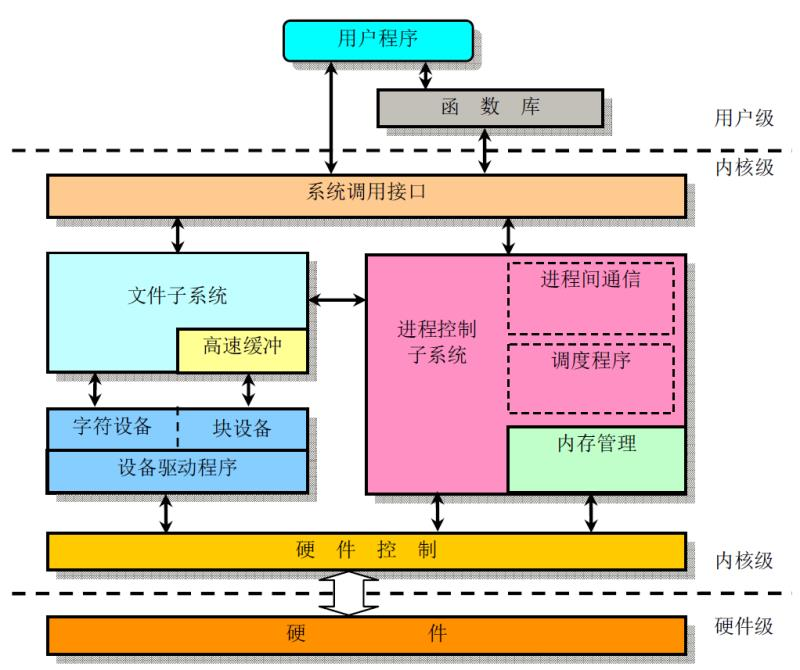 用户程序
函 数 库
用户级
内核级
系统调用接口
文件子系统
高速缓冲
进程控制
子系统
进程间通信
调度程序
内存管理
字符设备
块设备
设备驱动程序
硬 件 控 制
内核级
硬 件
硬件级